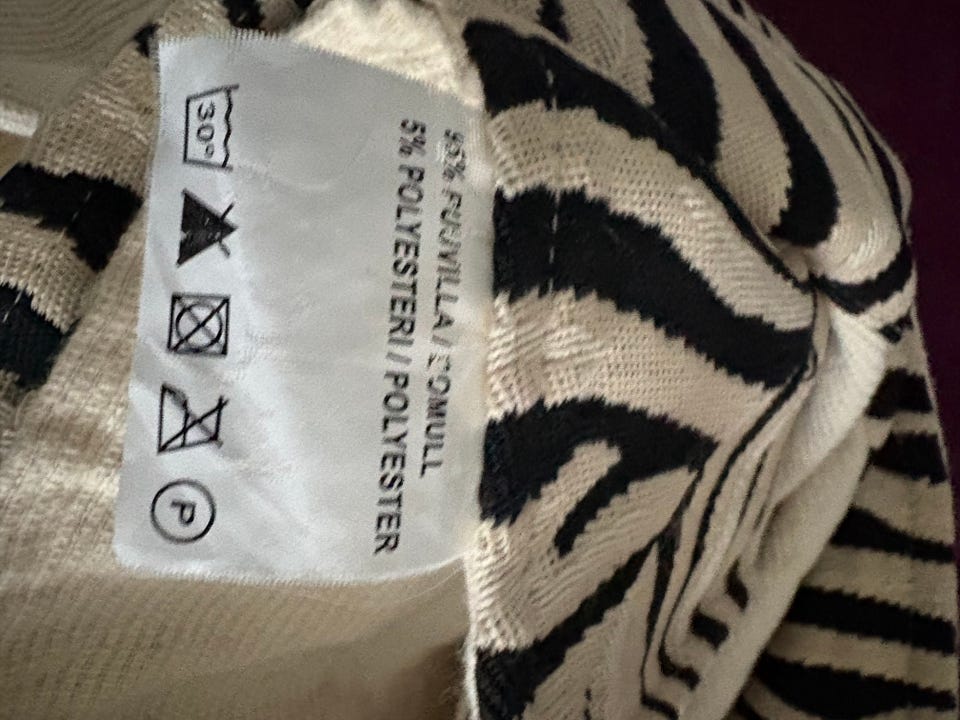 95% PUUVILLA / BOMULL
5% POLYESTERI / POLYESTER
30° P